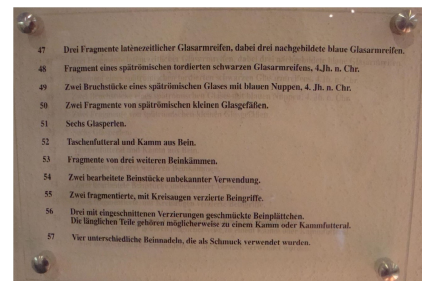 47 Drei Fragmente latènezeitlicher Glasarmreifen, dabei drei nachgebildete blaue Glasarmreifen.
48 Fragment eines spätrömischen tordierten schwarzen Glasarmreifens, 4.Jh. n. Chr.
49 Zwei Bruchstücke eines spätrömischen Glases mit blauen Nuppen, 4. Jh. n. Chr.
50 Zwei Fragmente von spätrömischen kleinen Glasgefäßen.
51 Sechs Glasperlen.
52 Taschenfutteral und Kamm aus Bein.
53 Fragmente von drei weiteren Beinkämmen.
54 Zwei bearbeitete Beinstücke unbekannter Verwendung.
55 Zwei fragmentierte, mit Kreisaugen verzierte Beingriffe.
56 Drei mit eingeschnittenen Verzierungen geschmückte Beinplättchen.
Die länglichen Teile gehören möglicherweise zu einem Kamm oder Kammfutteral.
57 Vier unterschiedliche Beinnadeln, die als Schmuck verwendet wurden.